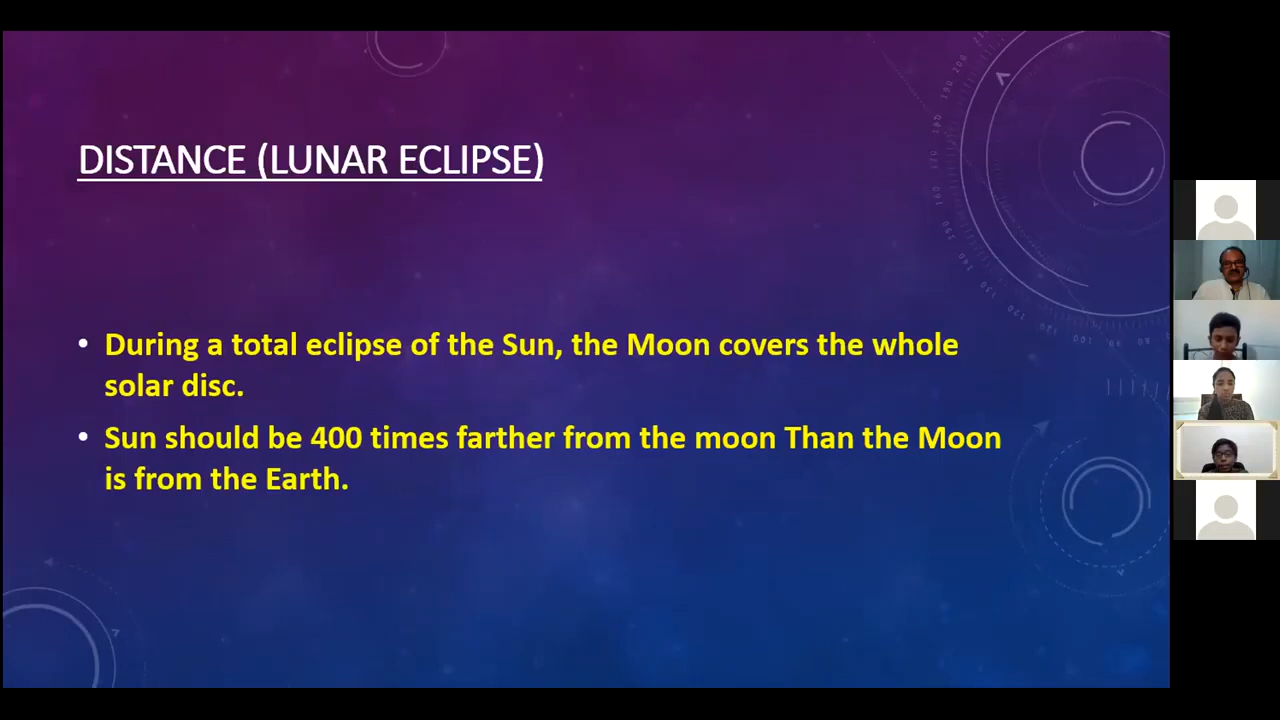 DISTANCE (LUNAR ECLIPSE)
• During a total eclipse of the Sun, the Moon covers the whole
solar disc.
• Sun should be 400 times farther from the moon Than the Moon
is from the Earth.